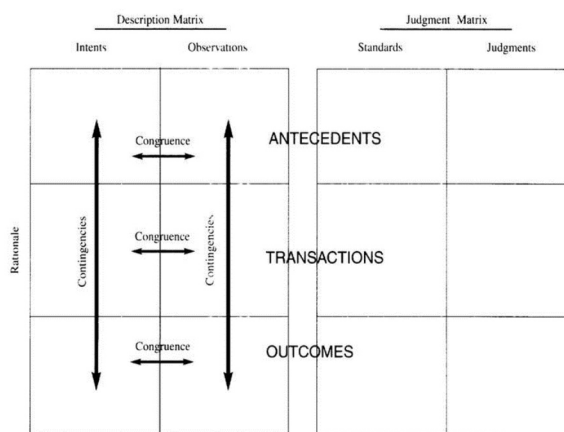 Description Matrix
Judgment Matrix
Intents
Observations
Standards
Judgments
Rationale
Congruence
ANTECEDENTS
Contingencies
Congruence
Contingencies
TRANSACTIONS
Congruence
OUTCOMES